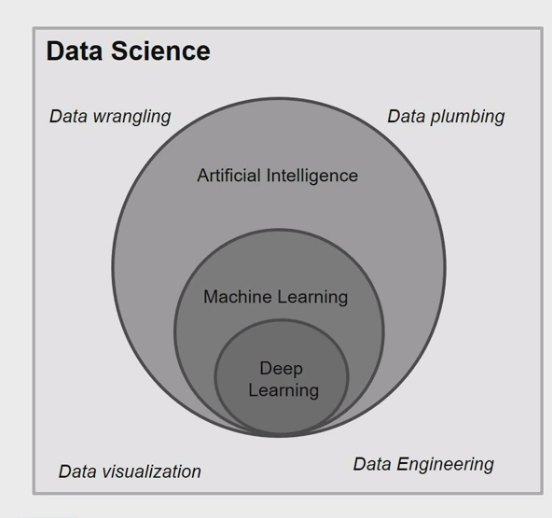 Data Science
Data wrangling
Data plumbing
Artificial Intelligence
Machine Learning
Deep
Learning
Data visualization
Data Engineering